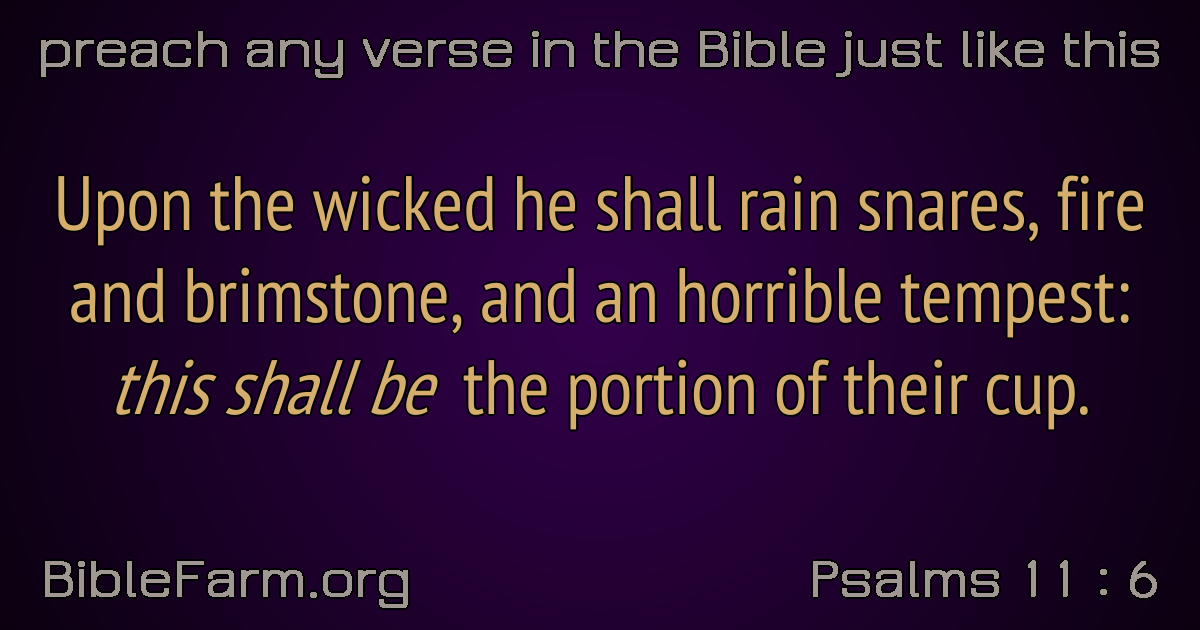 preach any verse in the Bible just like this
Upon the wicked he shall rain snares, fire
and brimstone, and an horrible tempest:
this shall be the portion of their cup.
BibleFarm.org
Psalms 11 : 6